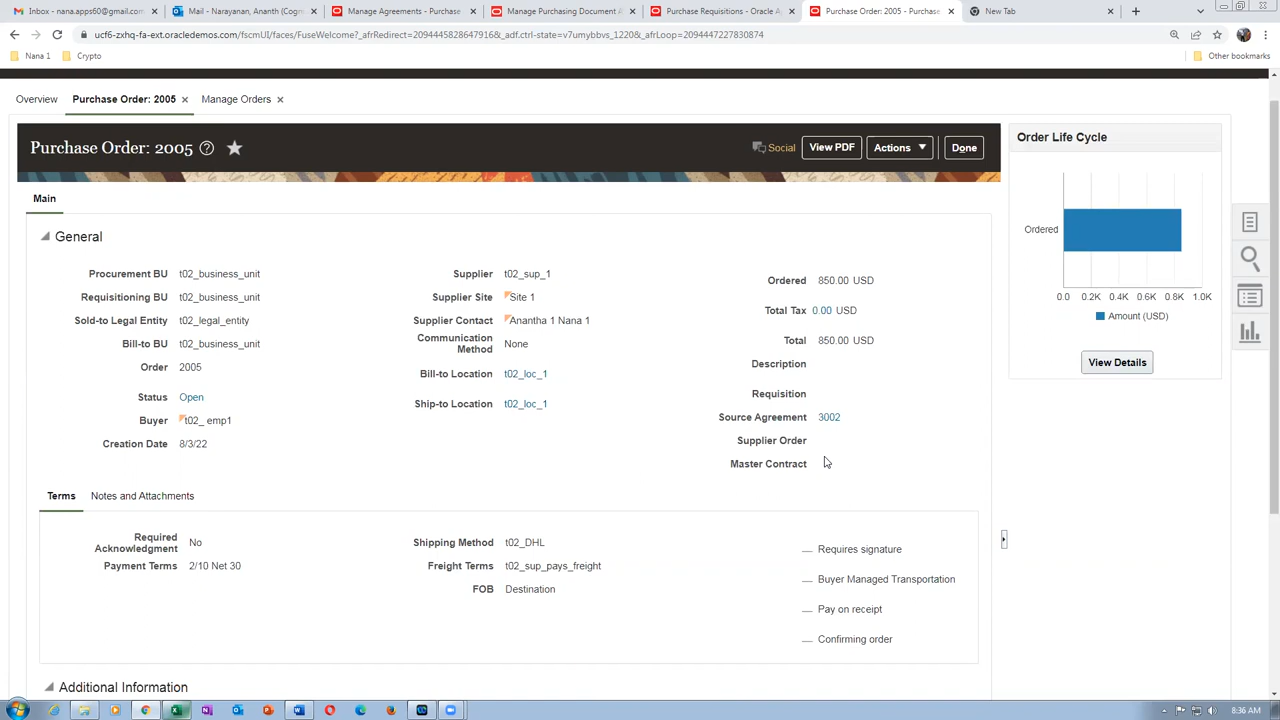 Inbox - nana.apps60@gmail.com
Mail - Narayanan, Ananth (Cogn
Manage Agreements - Purchase
Manage Purchasing Document A
Purchase Requisitions - Oracle A
Purchase Order: 2005 - Purchase
New Tab
ucf6-zxhq-fa-ext.oracledemos.com/fscmUI/faces/FuseWelcome?_afrRedirect=20944458286479​16&_adf.ctrl-state=v7umybbvs_1220&_afrLoop=2094447227830874
Nana 1
Crypto
Other bookmarks
Overview
Purchase Order: 2005
Manage Orders
Purchase Order: 2005
Social
View PDF
Actions
Done
Order Life Cycle
Main
General
Procurement BU t02_business_unit
Requisitioning BU t02_business_unit
Sold-to Legal Entity t02_legal_entity
Bill-to BU t02_business_unit
Order 2005
Status Open
Buyer t02_ emp1
Creation Date 8/3/22
Supplier t02_sup_1
Supplier Site Site 1
Supplier Contact Anantha 1 Nana 1
Communication
Method None
Bill-to Location t02_loc_1
Ship-to Location t02_loc_1
Ordered 850.00 USD
Total Tax 0.00 USD
Total 850.00 USD
Description
Requisition
Source Agreement 3002
Supplier Order
Master Contract
Ordered
0.0 0.2K 0.4K 0.6K 0.8K 1.0K
Amount (USD)
View Details
Terms
Notes and Attachments
Required
Acknowledgment No
Payment Terms 2/10 Net 30
Shipping Method t02_DHL
Freight Terms t02_sup_pays_freight
FOB Destination
Requires signature
Buyer Managed Transportation
Pay on receipt
Confirming order
Additional Information
8:36 AM